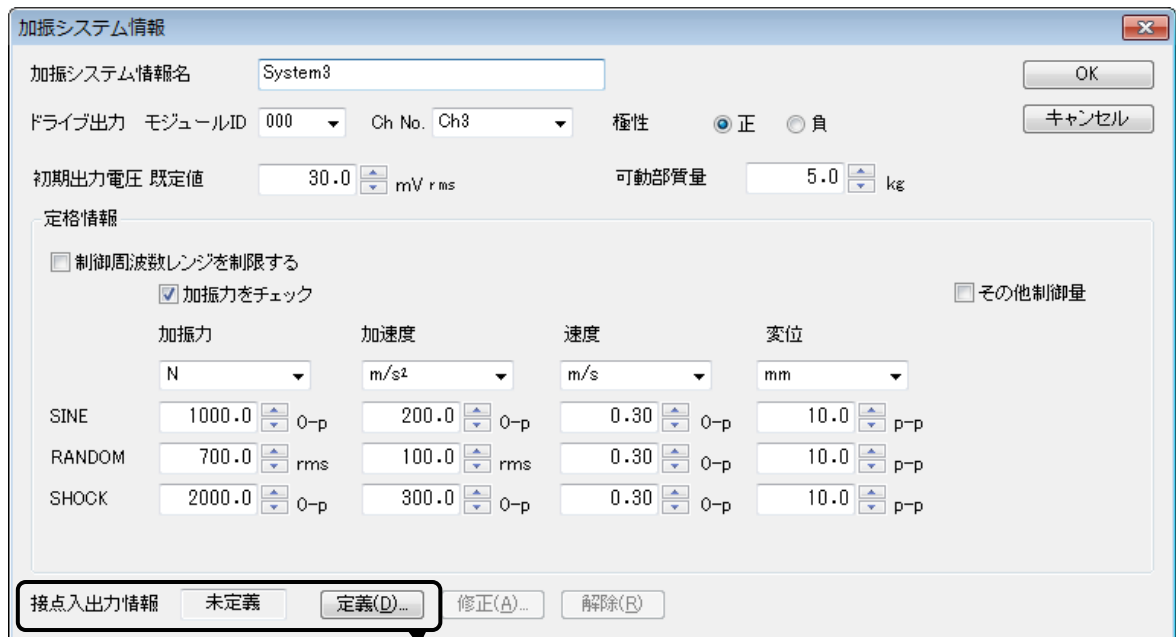 加振システム情報
加振システム情報名 System3 OK
ドライブ出力 モジュールID 000 Ch No. Ch3 極性 正 負 キャンセル
初期出力電圧 既定値 30.0 mV rms 可動部質量 5.0 kg
定格情報
制御周波数レンジを制限する
加振力をチェック その他制御量
加振力 加速度 速度 変位
N m/s² m/s mm
SINE 1000.0 0-p 200.0 0-p 0.30 0-p 10.0 p-p
RANDOM 700.0 rms 100.0 rms 0.30 0-p 10.0 p-p
SHOCK 2000.0 0-p 300.0 0-p 0.30 0-p 10.0 p-p
接点入出力情報 未定義 定義(D)... 修正(A)... 解除(R)